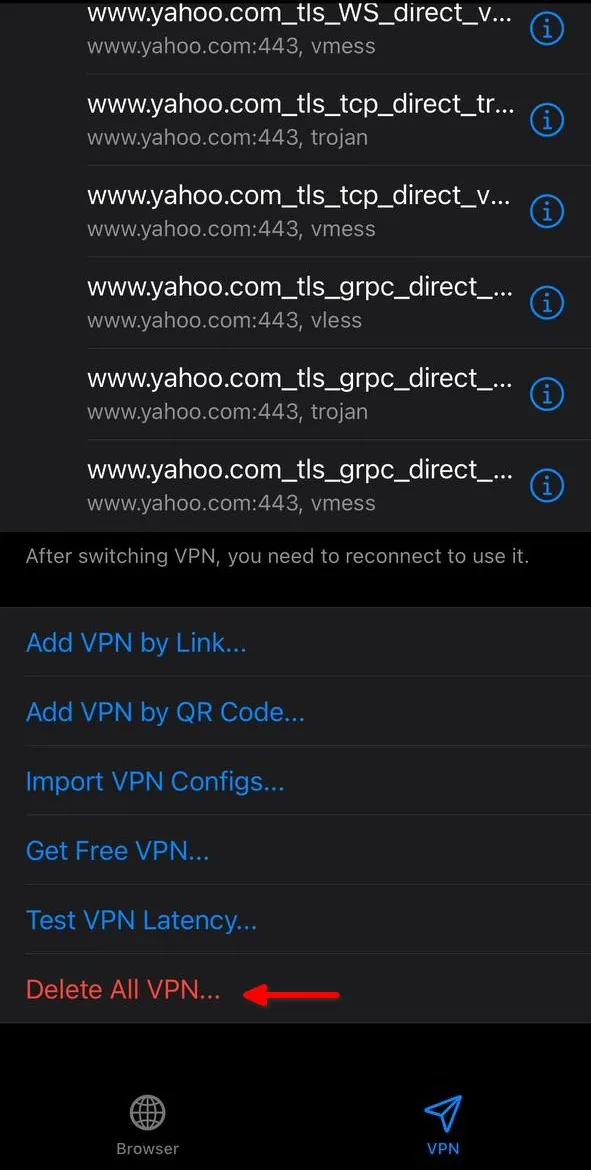 www.yahoo.com_tls_WS_direct_v...
www.yahoo.com:443, vmess
www.yahoo.com_tls_tcp_direct_tr...
www.yahoo.com:443, trojan
www.yahoo.com_tls_tcp_direct_v...
www.yahoo.com:443, vmess
www.yahoo.com_tls_grpc_direct_...
www.yahoo.com:443, vless
www.yahoo.com_tls_grpc_direct_...
www.yahoo.com:443, trojan
www.yahoo.com_tls_grpc_direct_...
www.yahoo.com:443, vmess
After switching VPN, you need to reconnect to use it.
Add VPN by Link...
Add VPN by QR Code...
Import VPN Configs...
Get Free VPN...
Test VPN Latency...
Delete All VPN...
Browser
VPN